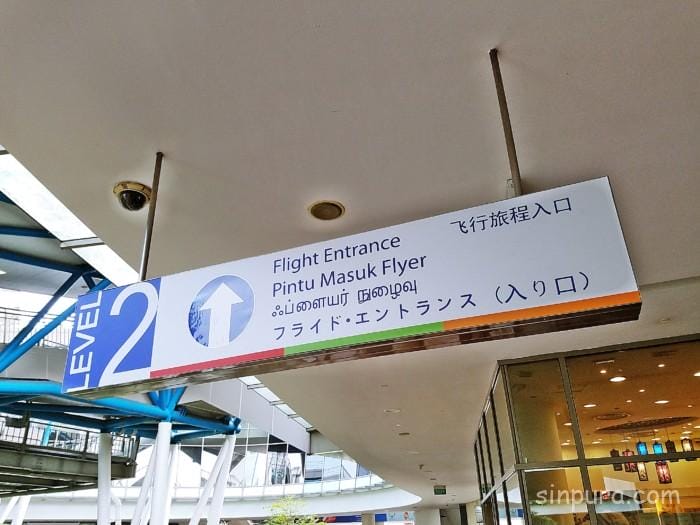 LEVEL
2
Flight Entrance
飞行旅程入口
Pintu Masuk Flyer
ஃப்ளையர் நுழைவு
フライド・エントランス (入り口)
sinpura.com